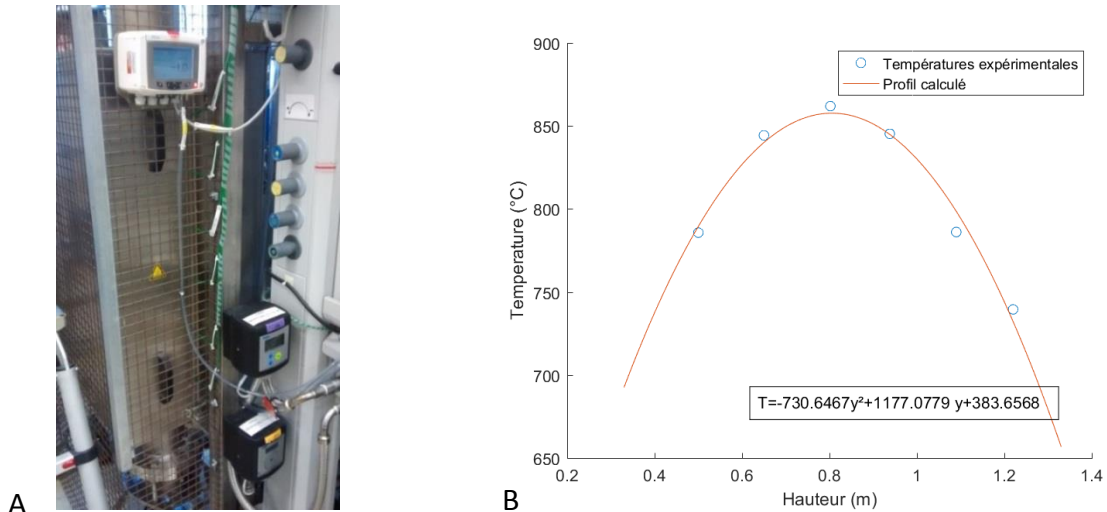 A
B
900
850
800
750
700
650
Temperature (°C)
Températures expérimentales
Profil calculé
T=-730.6467y²+1177.0779 y+383.6568
0.2 0.4 0.6 0.8 1 1.2 1.4
Hauteur (m)